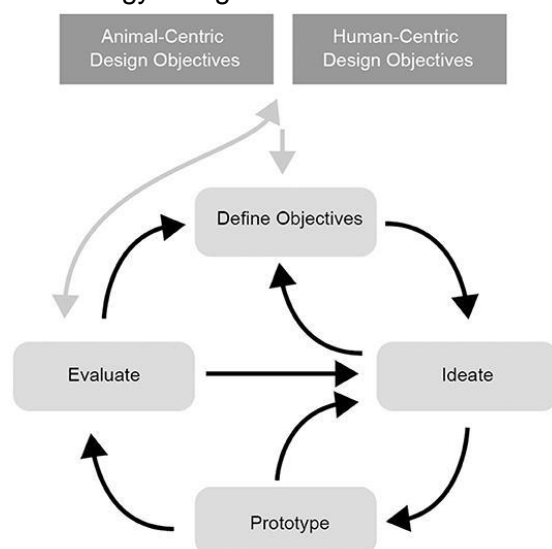 Animal-Centric
Design Objectives
Human-Centric
Design Objectives
Define Objectives
Evaluate
Ideate
Prototype